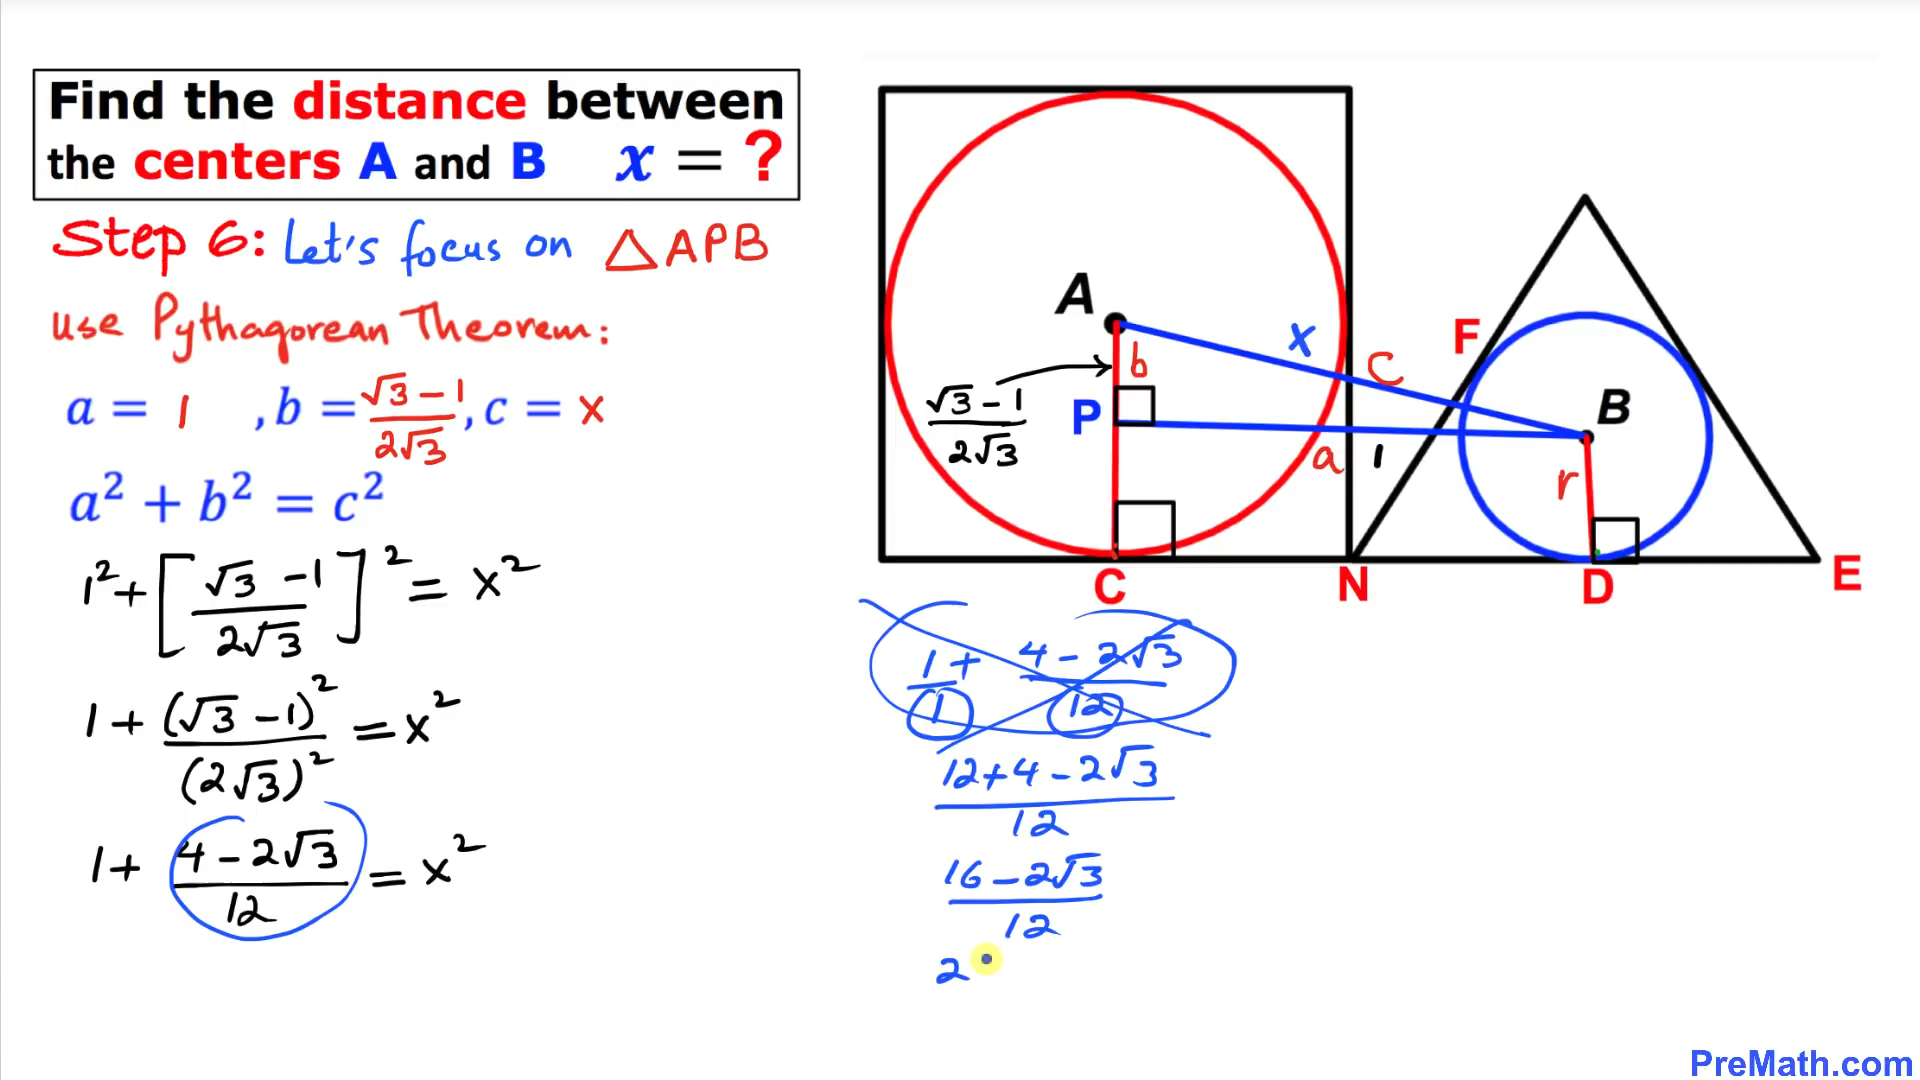 Find the distance between
the centers A and B x = ?
Step 6: Let's focus on △APB
use Pythagorean Theorem:
a = 1 , b = (√3 - 1)/(2√3) , c = x
a² + b² = c²
1² + [(√3 - 1)/(2√3)]² = x²
1 + (√3 - 1)²/(2√3)² = x²
1 + (4 - 2√3)/12 = x²
A
x
b
c
F
B
(√3 - 1)/(2√3)
P
a
1
r
C
N
D
E
1/1 + (4 - 2√3)/12
(12 + 4 - 2√3)/12
(16 - 2√3)/12
2
PreMath.com